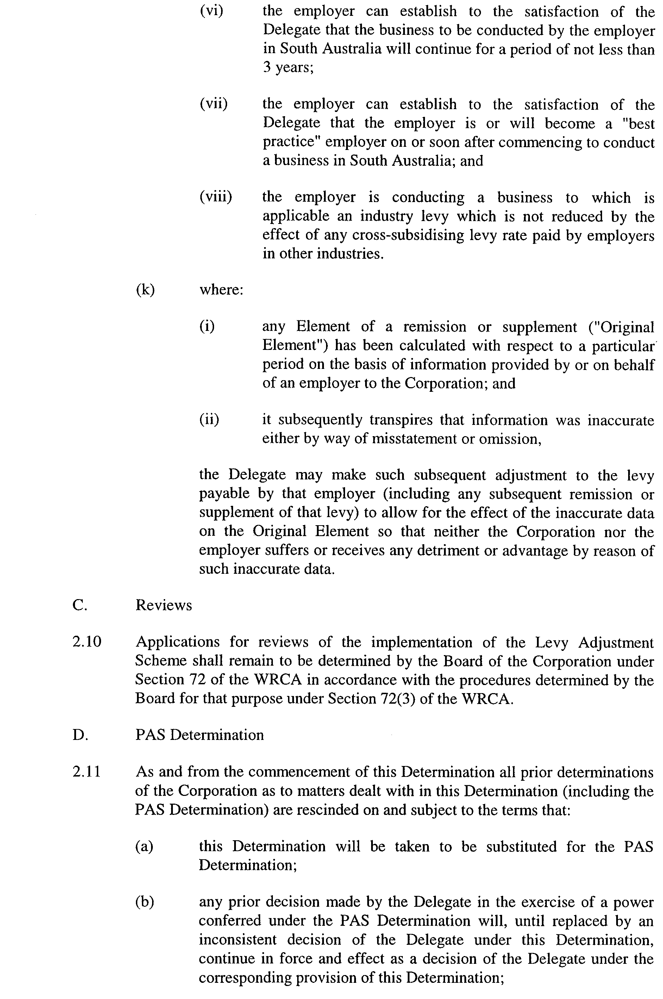 (vi) the employer can establish to the satisfaction of the
Delegate that the business to be conducted by the employer
in South Australia will continue for a period of not less than
3 years;
(vii) the employer can establish to the satisfaction of the
Delegate that the employer is or will become a "best
practice" employer on or soon after commencing to conduct
a business in South Australia; and
(viii) the employer is conducting a business to which is
applicable an industry levy which is not reduced by the
effect of any cross-subsidising levy rate paid by employers
in other industries.
(k) where:
(i) any Element of a remission or supplement ("Original
Element") has been calculated with respect to a particular
period on the basis of information provided by or on behalf
of an employer to the Corporation; and
(ii) it subsequently transpires that information was inaccurate
either by way of misstatement or omission,
the Delegate may make such subsequent adjustment to the levy
payable by that employer (including any subsequent remission or
supplement of that levy) to allow for the effect of the inaccurate data
on the Original Element so that neither the Corporation nor the
employer suffers or receives any detriment or advantage by reason of
such inaccurate data.
C. Reviews
2.10 Applications for reviews of the implementation of the Levy Adjustment
Scheme shall remain to be determined by the Board of the Corporation under
Section 72 of the WRCA in accordance with the procedures determined by the
Board for that purpose under Section 72(3) of the WRCA.
D. PAS Determination
2.11 As and from the commencement of this Determination all prior determinations
of the Corporation as to matters dealt with in this Determination (including the
PAS Determination) are rescinded on and subject to the terms that:
(a) this Determination will be taken to be substituted for the PAS
Determination;
(b) any prior decision made by the Delegate in the exercise of a power
conferred under the PAS Determination will, until replaced by an
inconsistent decision of the Delegate under this Determination,
continue in force and effect as a decision of the Delegate under the
corresponding provision of this Determination;